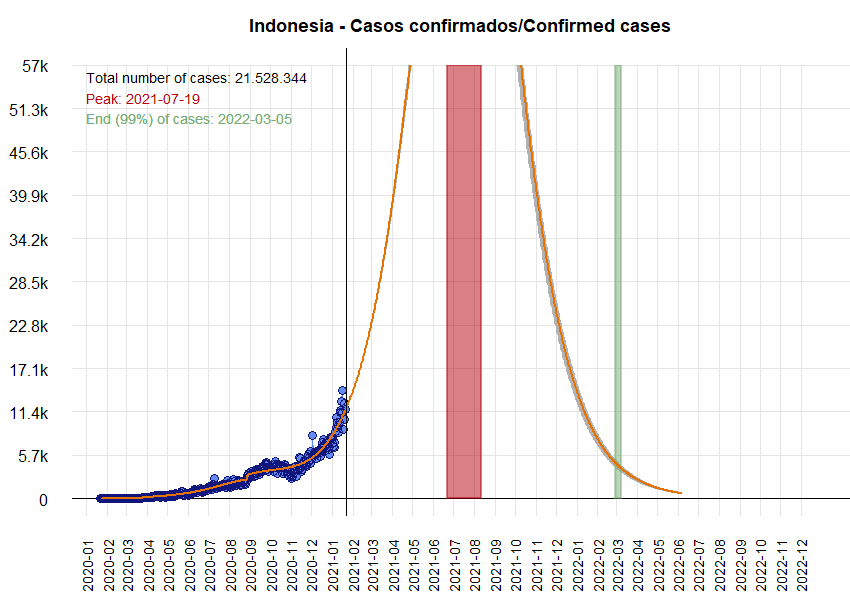 Indonesia - Casos confirmados/Confirmed cases
57k
Total number of cases: 21.528.344
Peak: 2021-07-19
End (99%) of cases: 2022-03-05
51.3k
45.6k
39.9k
34.2k
28.5k
22.8k
17.1k
11.4k
5.7k
0
2020-01
2020-02
2020-03
2020-04
2020-05
2020-06
2020-07
2020-08
2020-09
2020-10
2020-11
2020-12
2021-01
2021-02
2021-03
2021-04
2021-05
2021-06
2021-07
2021-08
2021-09
2021-10
2021-11
2021-12
2022-01
2022-02
2022-03
2022-04
2022-05
2022-06
2022-07
2022-08
2022-09
2022-10
2022-11
2022-12